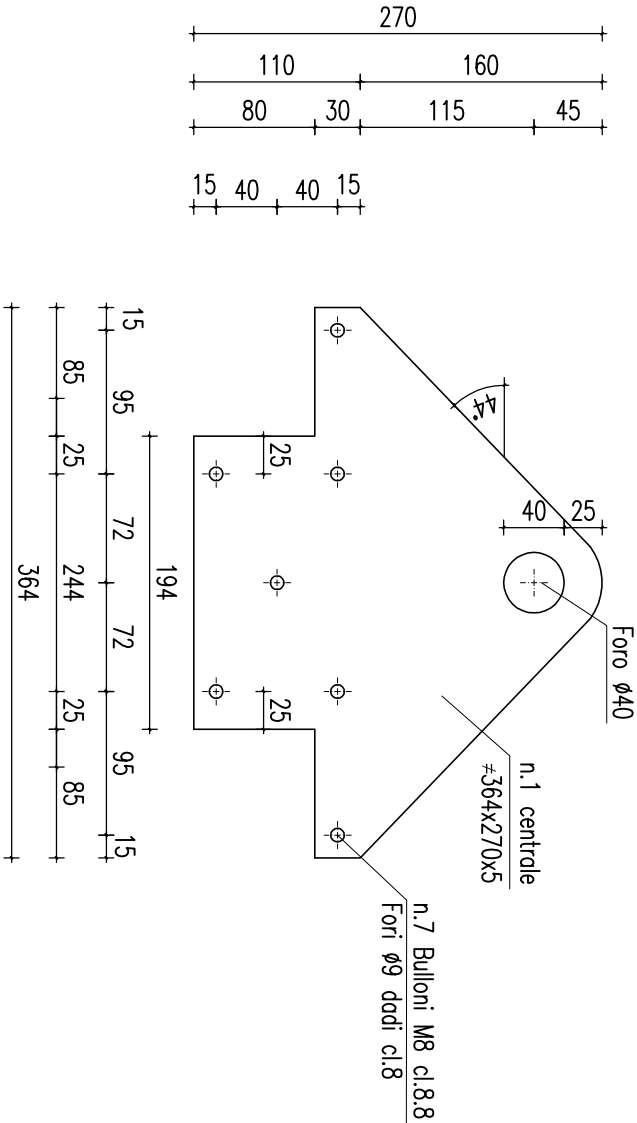 270
110 160
80 30 115 45
15 40 40 15
44°
40 25
25
25
15 95 72 72 95 15
85 25 244 25 85
194
364
Foro ø40
n.1 centrale
≠364x270x5
n.7 Bulloni M8 cl.8.8
Fori ø9 dadi cl.8